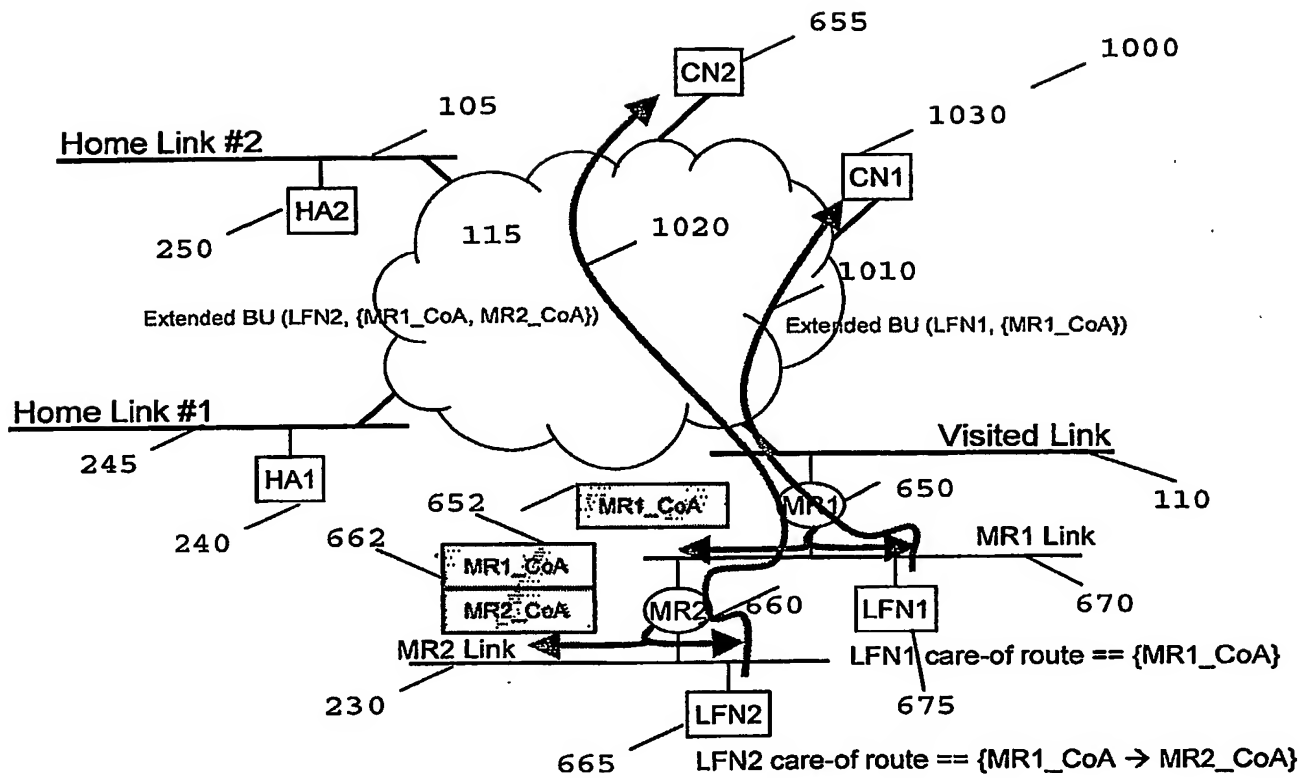 655
1000
CN2
105
1030
Home Link #2
CN1
HA2
115
1020
250
1010
Extended BU (LFN2, {MR1_CoA, MR2_CoA})
Extended BU (LFN1, {MR1_CoA})
Home Link #1
Visited Link
245
HA1
652
MR1_CoA
MR1
650
110
240
662
MR1_CoA
MR1 Link
MR2_CoA
MR2
660
LFN1
670
MR2 Link
LFN1 care-of route == {MR1_CoA}
230
LFN2
675
665
LFN2 care-of route == {MR1_CoA → MR2_CoA}